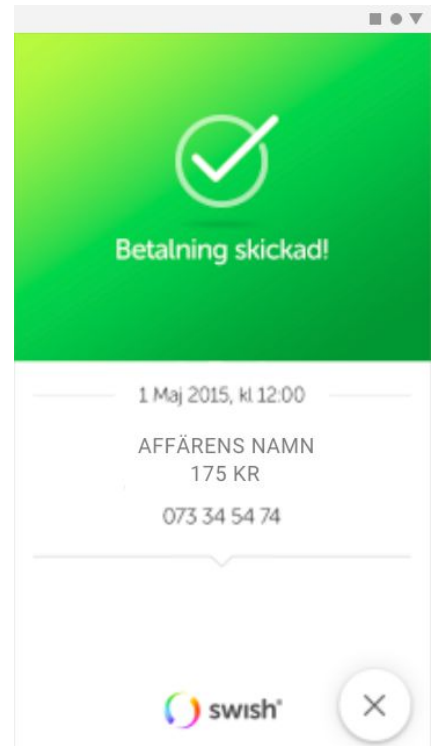 Betalning skickad!
1 Maj 2015, kl 12:00
AFFÄRENS NAMN
175 KR
073 34 54 74
swish®